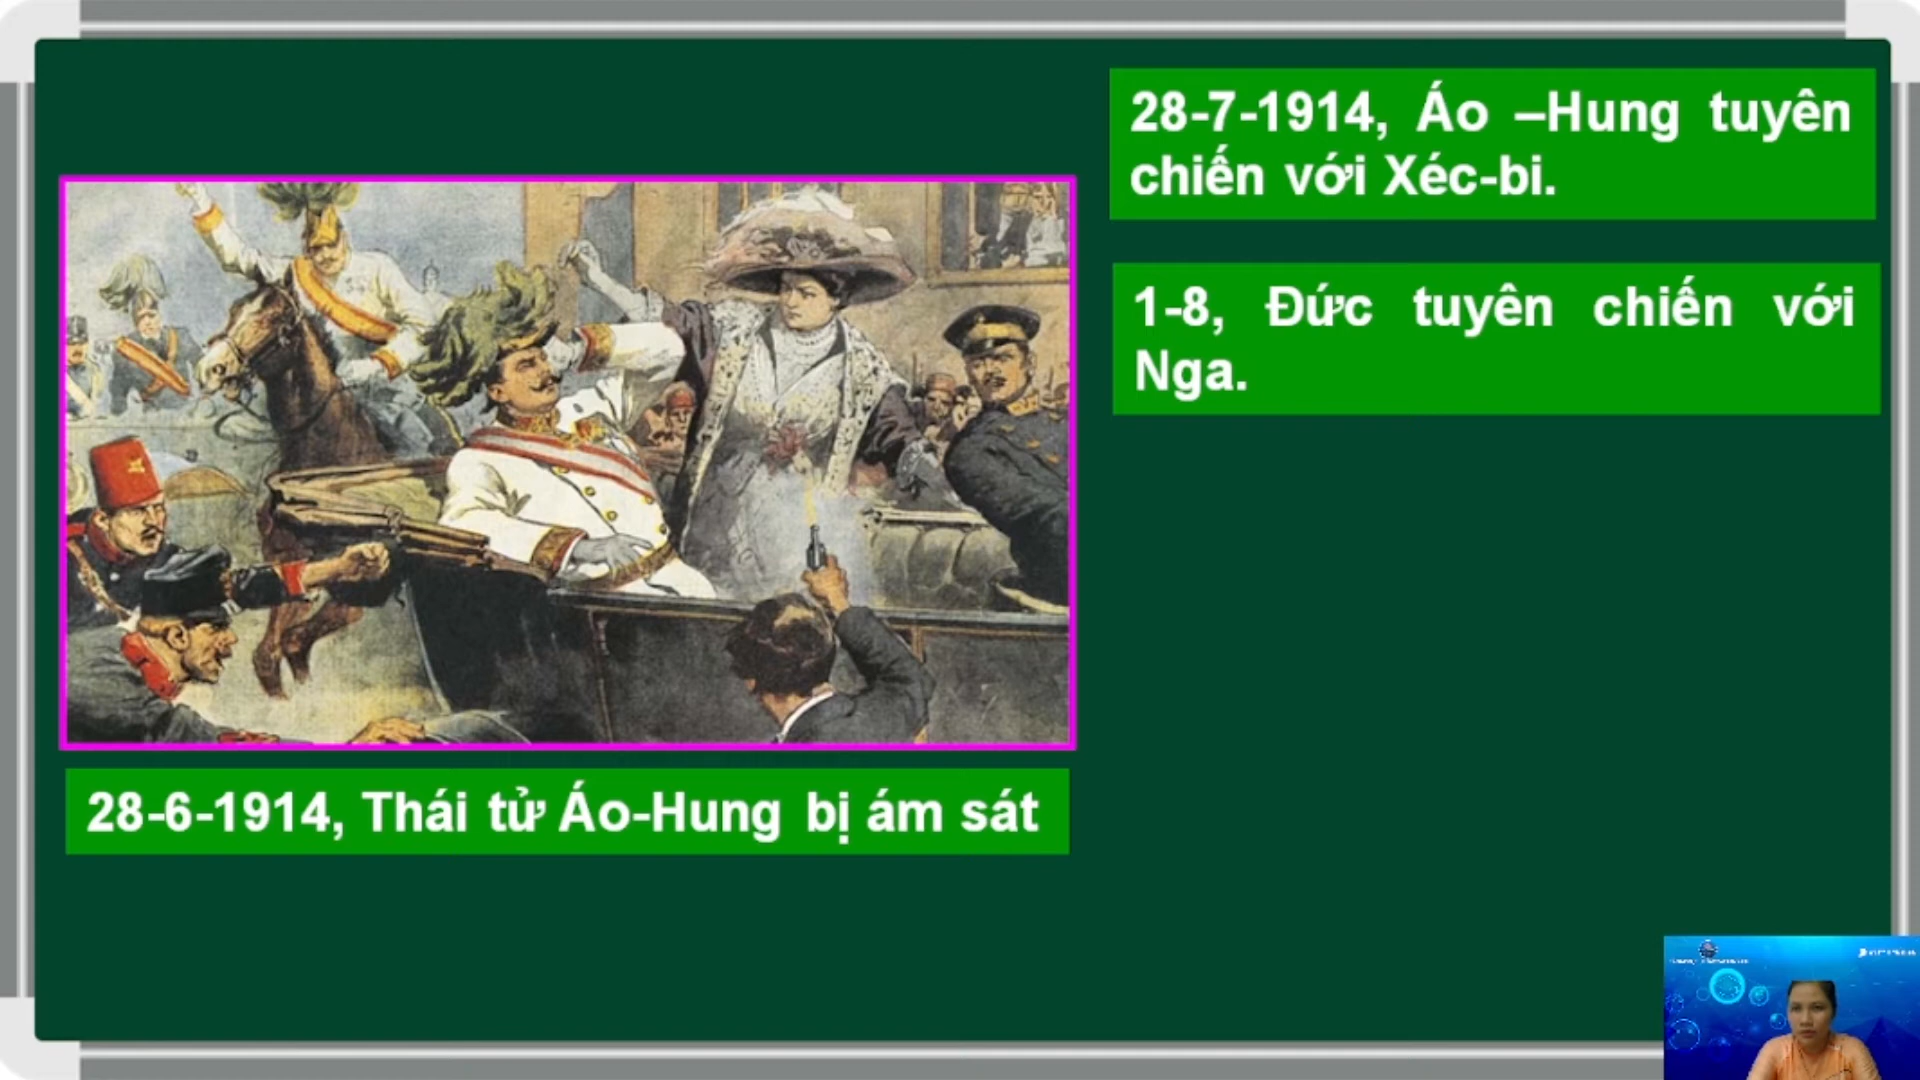 28-7-1914, Áo –Hung tuyên
chiến với Xéc-bi.
1-8, Đức tuyên chiến với
Nga.
28-6-1914, Thái tử Áo-Hung bị ám sát